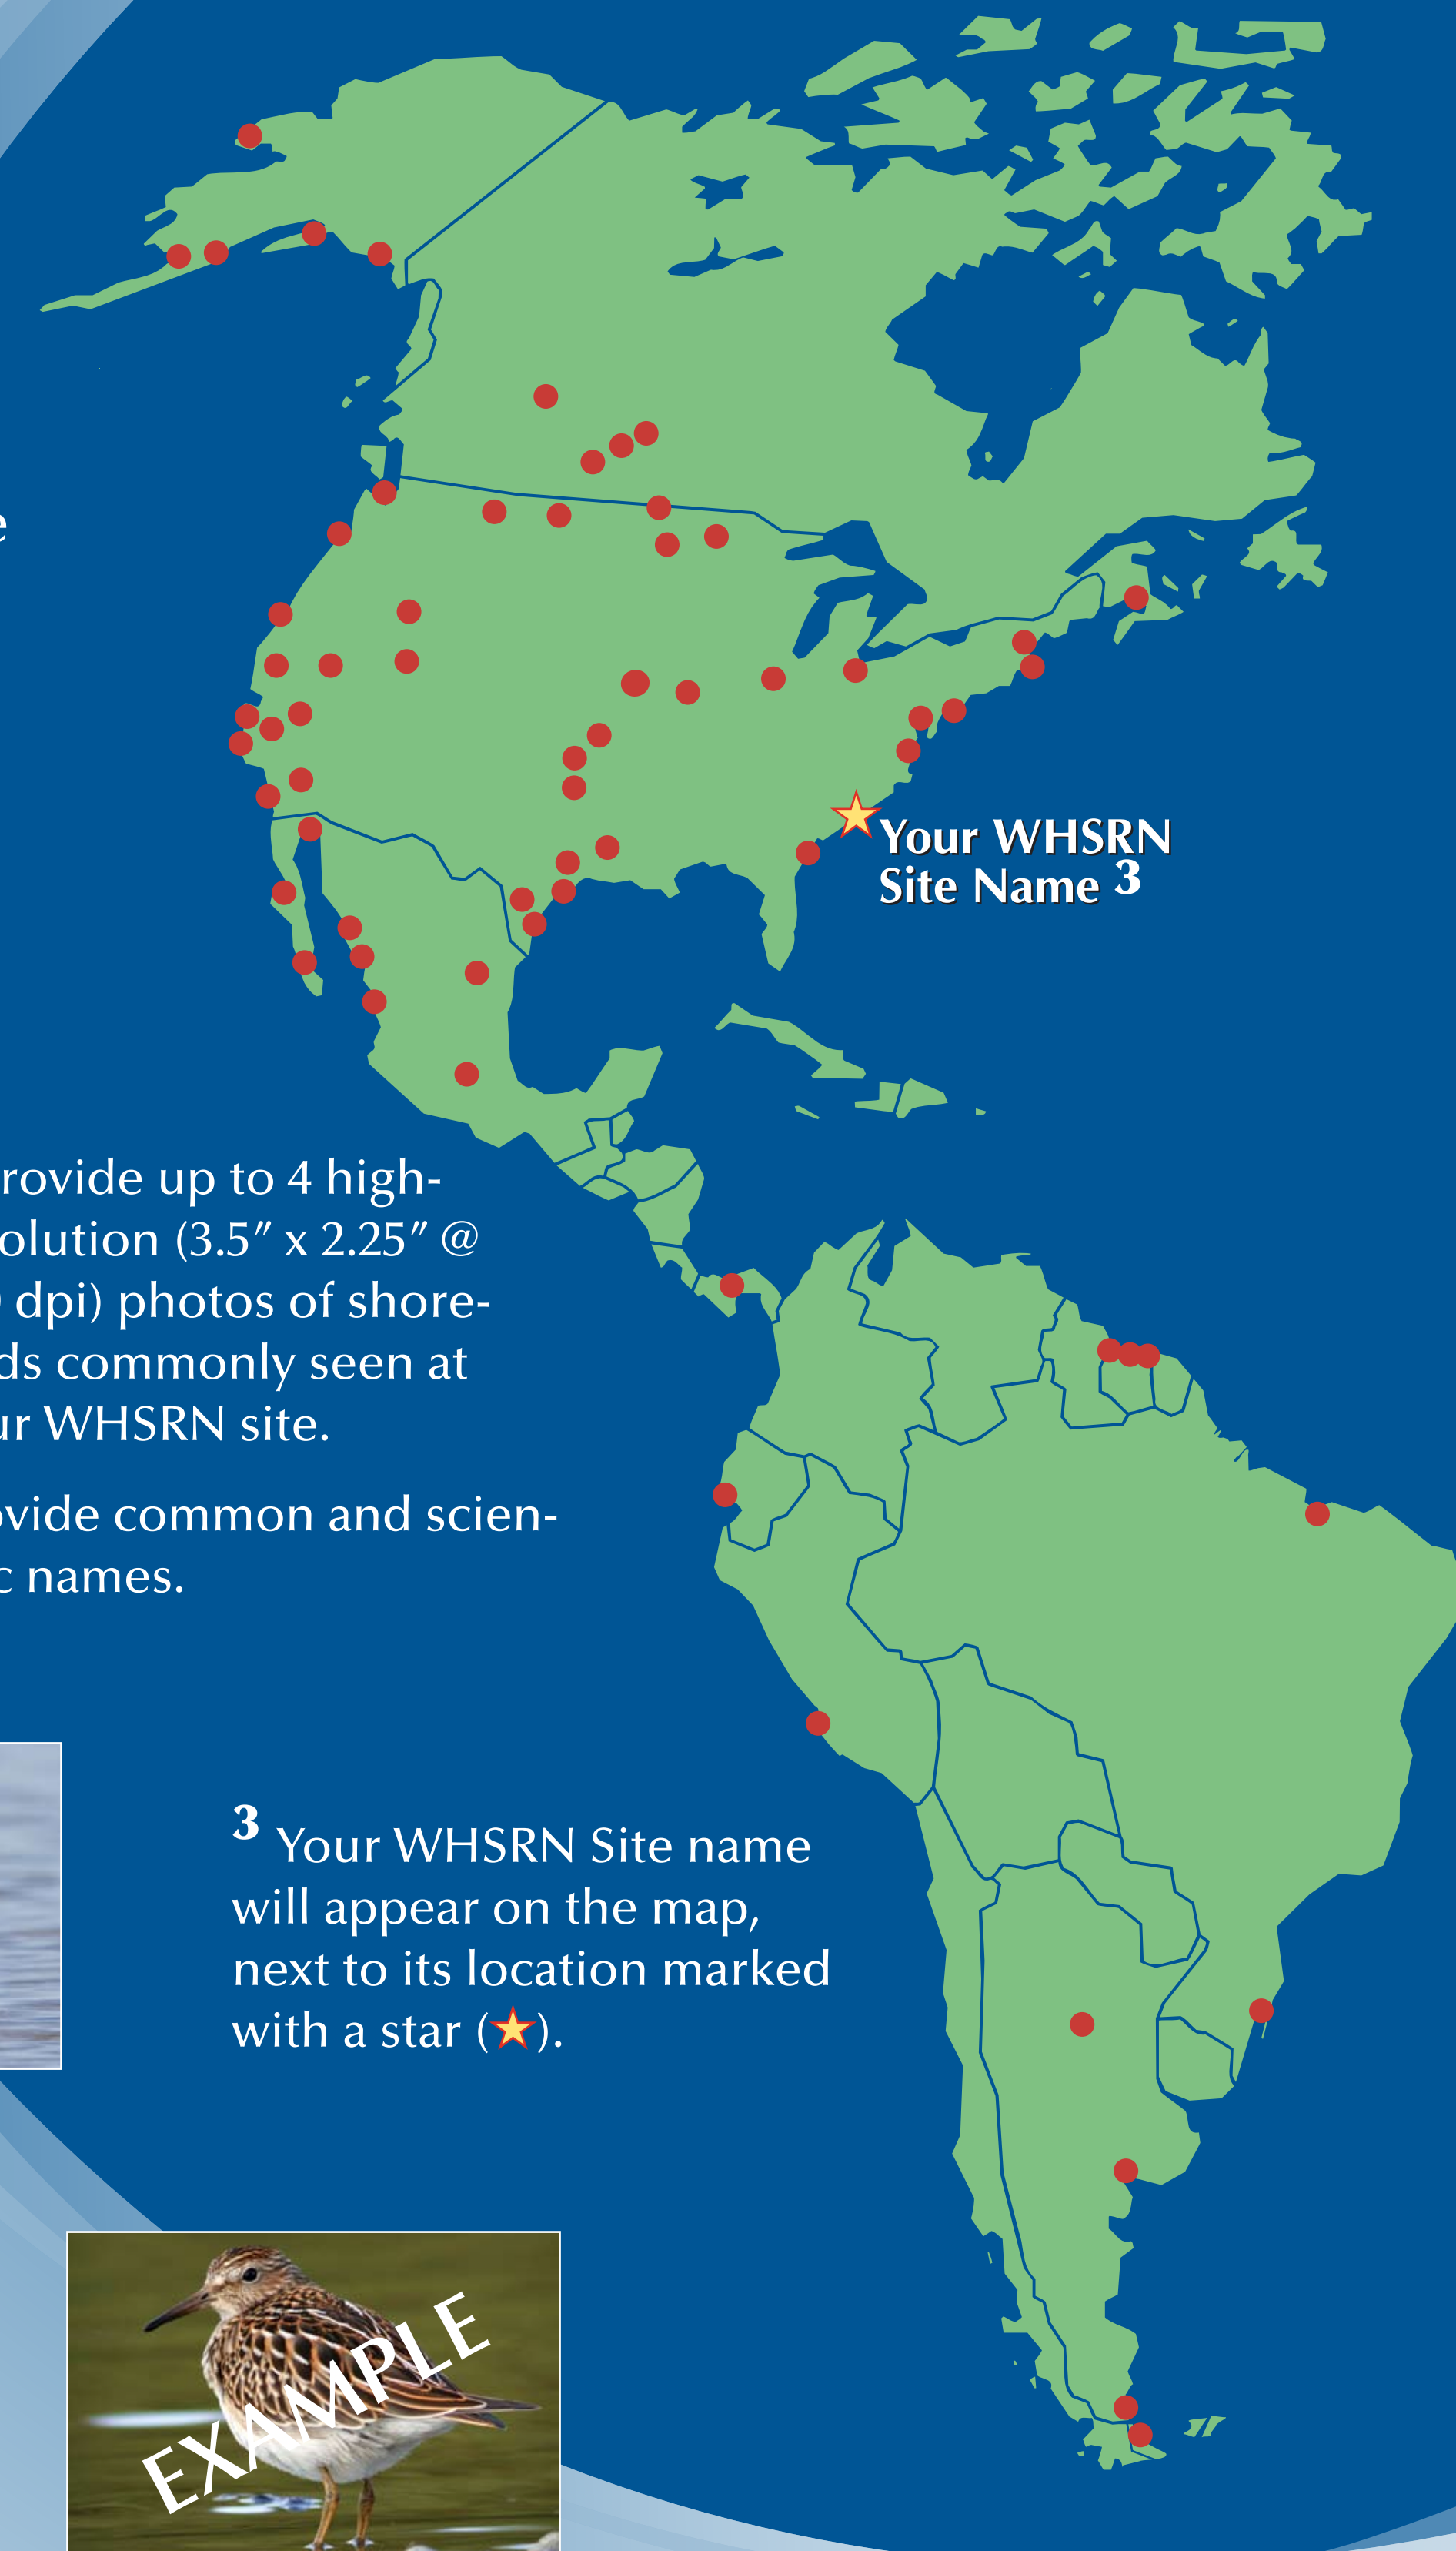 e
Your WHSRN
Site Name 3
rovide up to 4 high-
olution (3.5″ x 2.25″ @
dpi) photos of shore-
ds commonly seen at
ur WHSRN site.
ovide common and scien-
c names.
3 Your WHSRN Site name
will appear on the map,
next to its location marked
with a star (★).
EXAMPLE